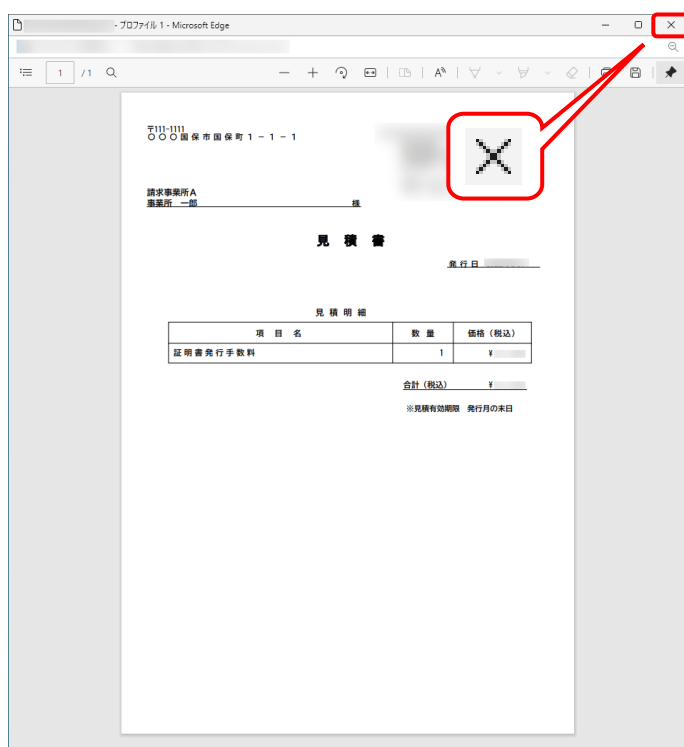 - プロファイル 1 - Microsoft Edge
1 / 1
〒111-1111
〇〇〇国保市国保町1－1－1
請求事業所A
事業所 一郎 様
見 積 書
発行日
見積明細
項 目 名 数 量 価格（税込）
証明書発行手数料 1 ¥
合計（税込） ¥
※見積有効期限 発行月の末日